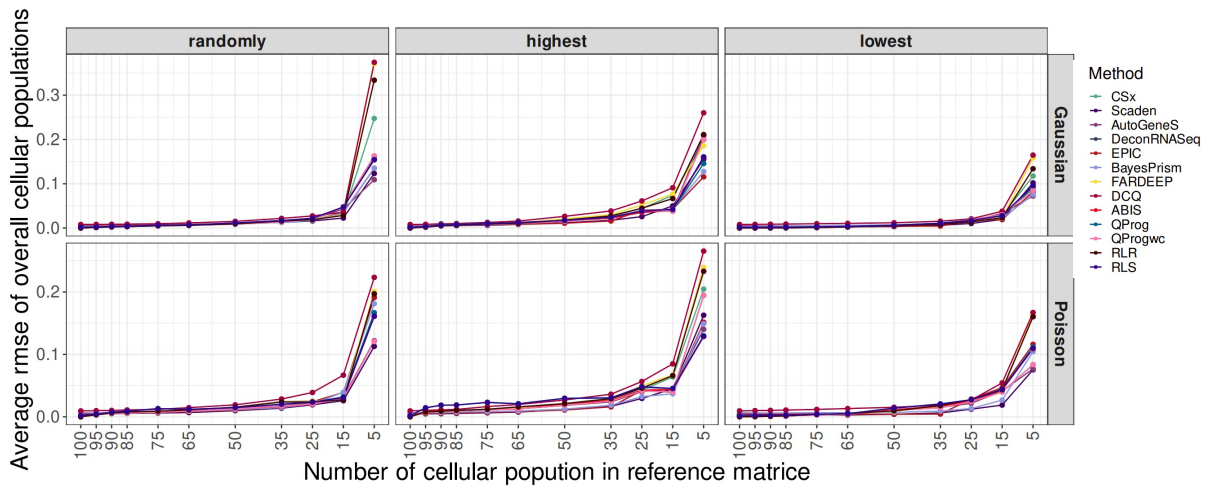 randomly
highest
lowest
Gaussian
Poisson
Average rmse of overall cellular populations
0.3
0.2
0.1
0.0
0.2
0.1
0.0
100 95 90 85 75 65 50 35 25 15 5
100 95 90 85 75 65 50 35 25 15 5
100 95 90 85 75 65 50 35 25 15 5
Number of cellular popution in reference matrice
Method
CSx
Scaden
AutoGeneS
DeconRNASeq
EPIC
BayesPrism
FARDEEP
DCQ
ABIS
QProg
QProgwc
RLR
RLS